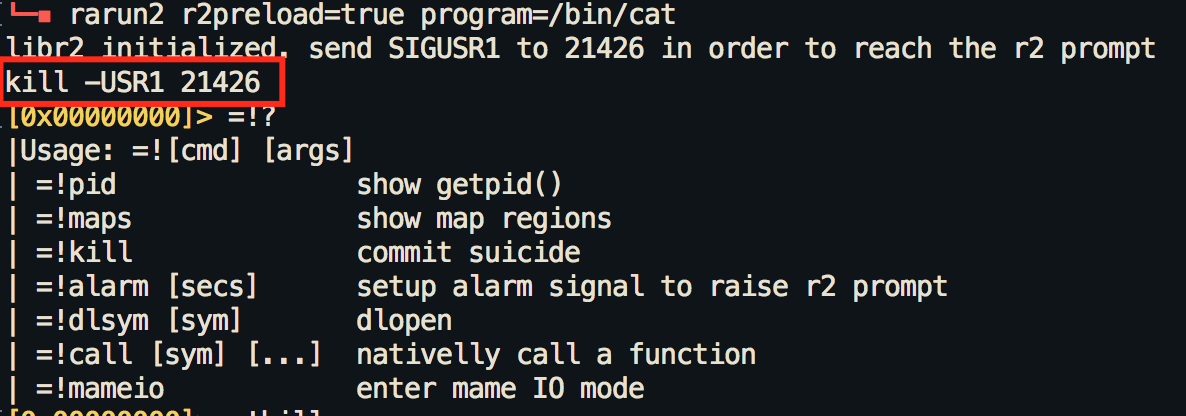 rarun2 r2preload=true program=/bin/cat
libr2 initialized. send SIGUSR1 to 21426 in order to reach the r2 prompt
kill -USR1 21426
[0x00000000]> =!?
|Usage: =![cmd] [args]
| =!pid               show getpid()
| =!maps              show map regions
| =!kill              commit suicide
| =!alarm [secs]      setup alarm signal to raise r2 prompt
| =!dlsym [sym]       dlopen
| =!call [sym] [...]  nativelly call a function
| =!mameio            enter mame IO mode